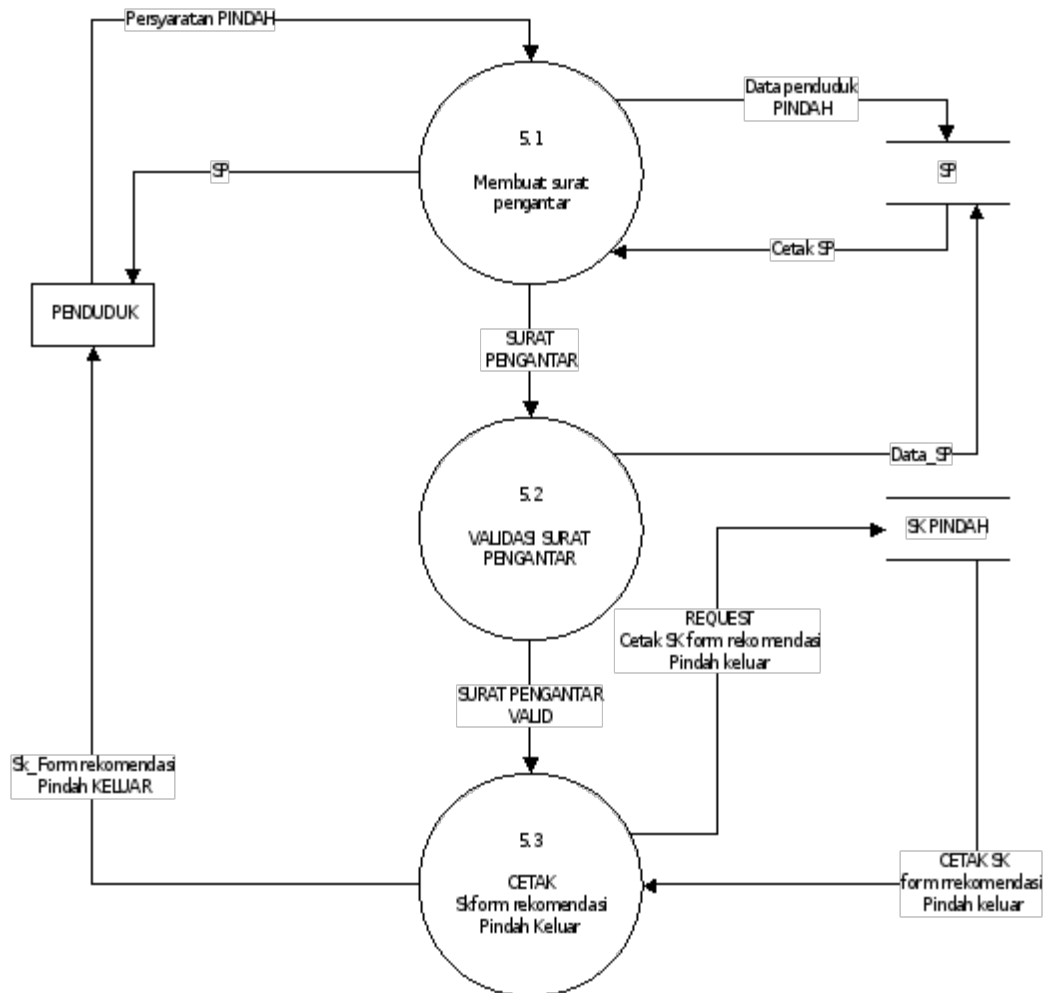 Persyaratan PINDAH
Data penduduk
PINDAH
5.1
Membuat surat
pengantar
SP
SP
Cetak SP
PENDUDUK
SURAT
PENGANTAR
Data_SP
5.2
VALIDASI SURAT
PENGANTAR
SK PINDAH
REQUEST
Cetak SK form rekomendasi
Pindah keluar
SURAT PENGANTAR
VALID
Sk_Form rekomendasi
Pindah KELUAR
5.3
CETAK
Skform rekomendasi
Pindah Keluar
CETAK SK
form rrekomendasi
Pindah keluar